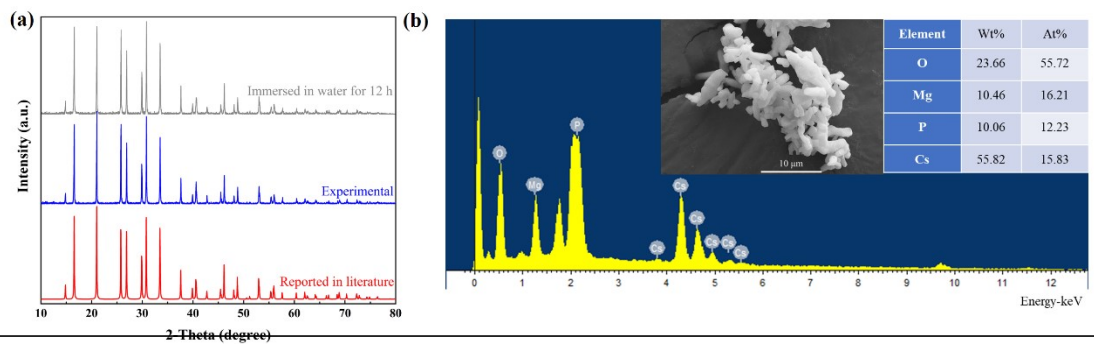 (a)
Intensity (a.u.)
Immersed in water for 12 h
Experimental
Reported in literature
10 20 30 40 50 60 70 80
2-Theta (degree)
(b)
O
Mg
P
Cs
Cs
Cs
Cs
Cs
Cs
10 μm
0 1 2 3 4 5 6 7 8 9 10 11 12
Energy-keV
Element Wt% At%
O 23.66 55.72
Mg 10.46 16.21
P 10.06 12.23
Cs 55.82 15.83